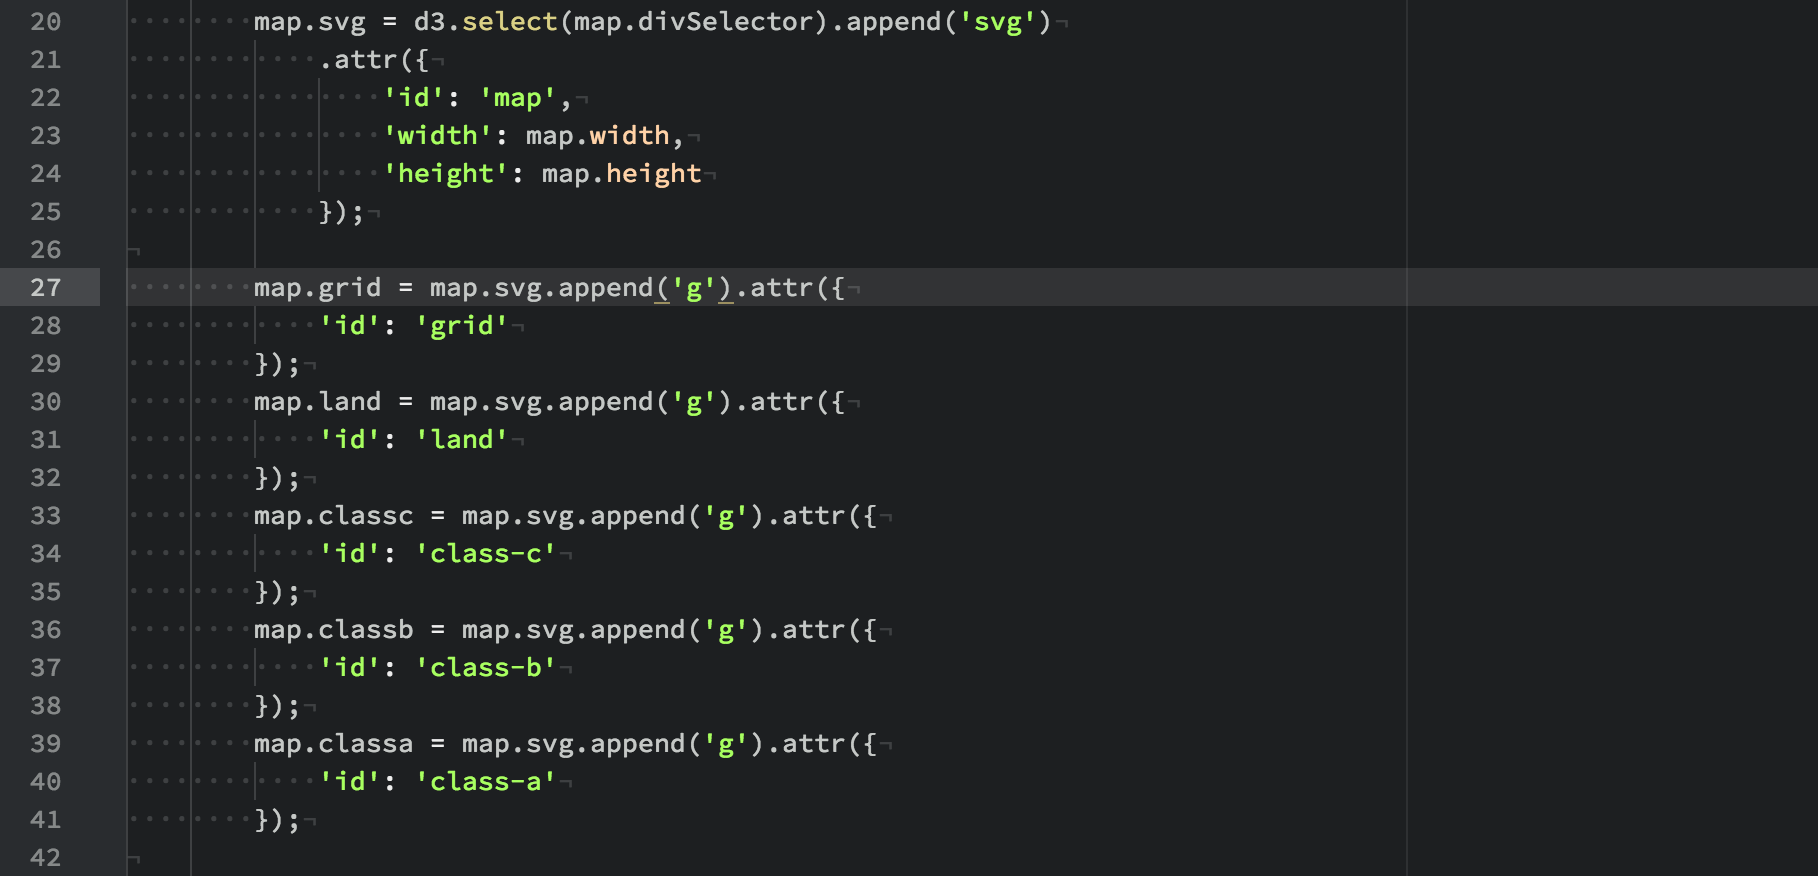 20 map.svg = d3.select(map.divSelector).append('svg')¬
21 .attr({¬
22 'id': 'map',¬
23 'width': map.width,¬
24 'height': map.height¬
25 });¬
26 ¬
27 map.grid = map.svg.append('g').attr({¬
28 'id': 'grid'¬
29 });¬
30 map.land = map.svg.append('g').attr({¬
31 'id': 'land'¬
32 });¬
33 map.classc = map.svg.append('g').attr({¬
34 'id': 'class-c'¬
35 });¬
36 map.classb = map.svg.append('g').attr({¬
37 'id': 'class-b'¬
38 });¬
39 map.classa = map.svg.append('g').attr({¬
40 'id': 'class-a'¬
41 });¬
42 ¬